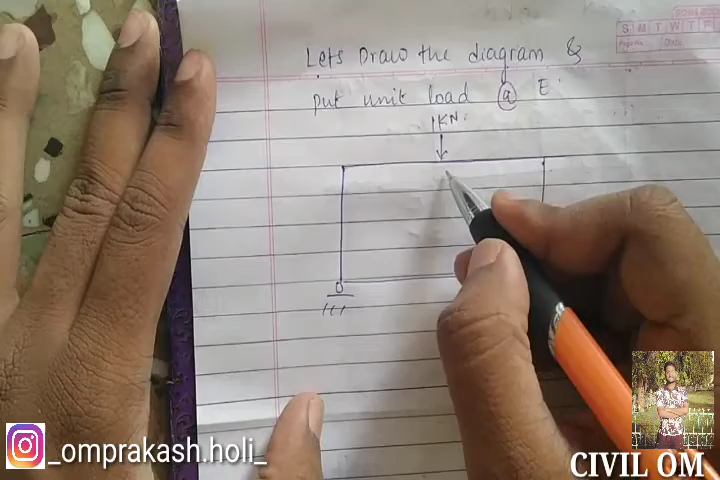 Lets Draw the diagram &
put unit load @ E.
1KN.
S M T W T F
_omprakash.holi_
CIVIL OM